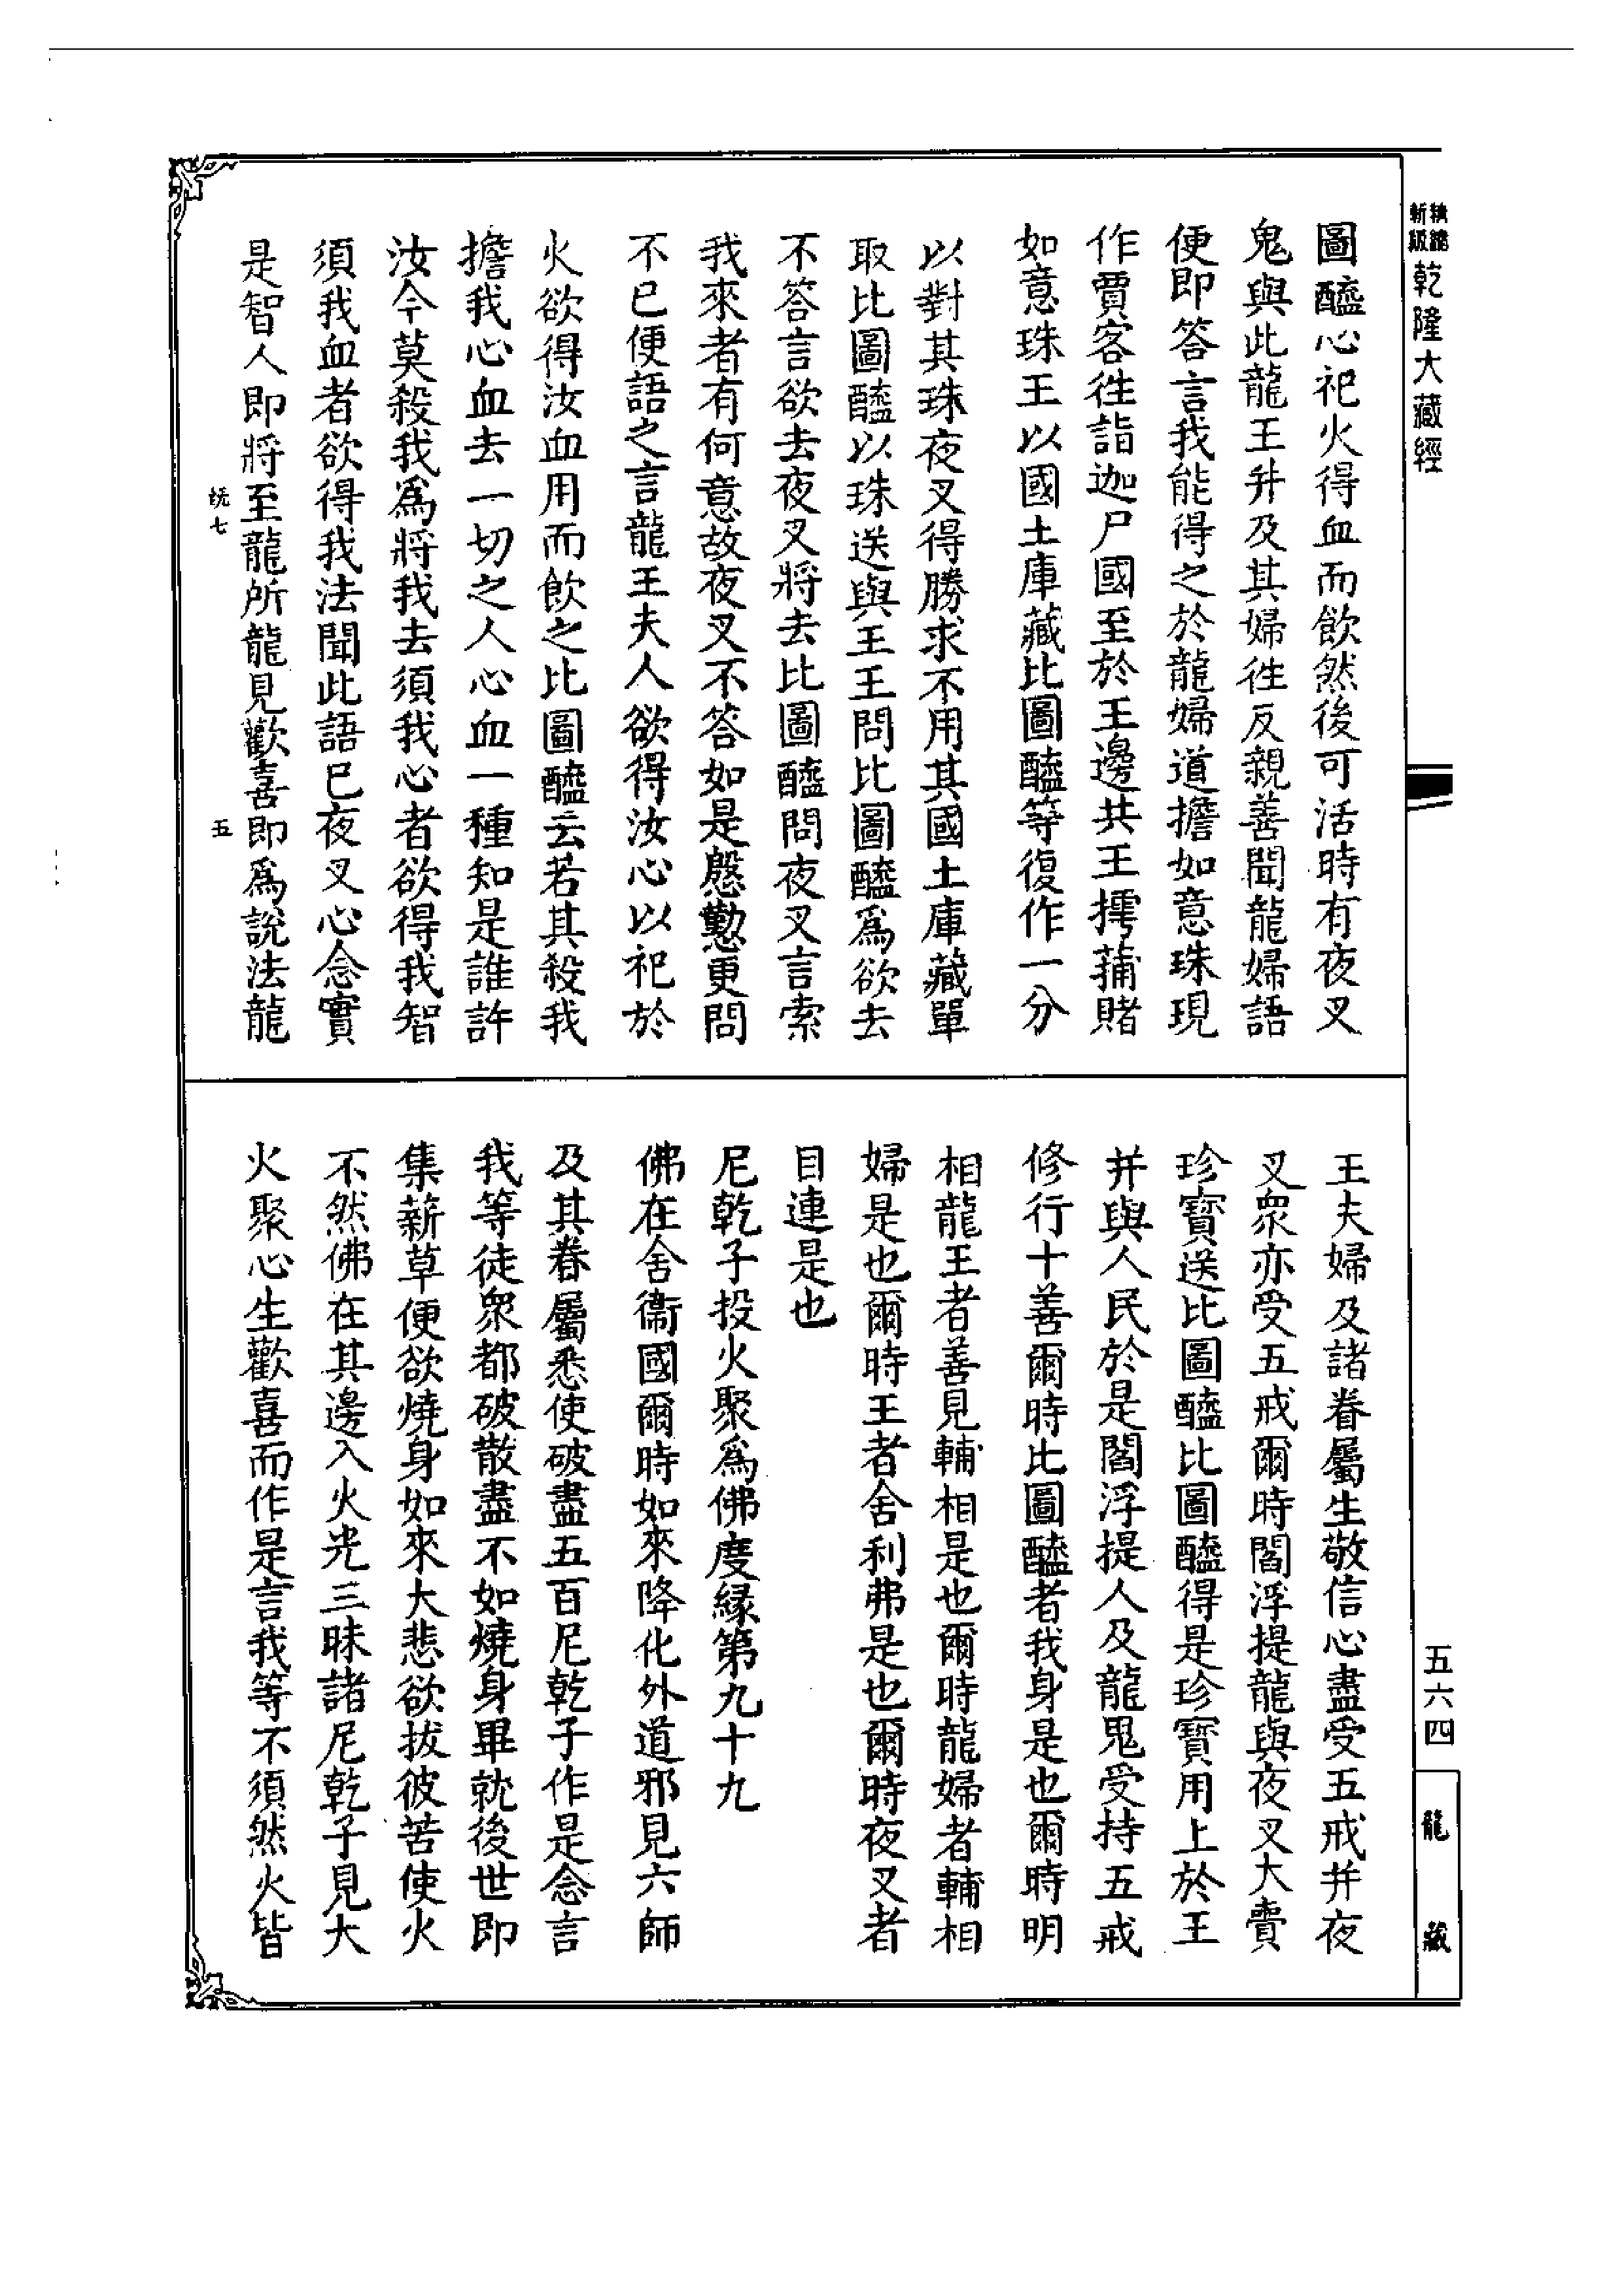 新縮
版編
乾隆大藏經
圖醯心祀火得血而飲然後可活時有夜叉
鬼與此龍王升及其婦徃反親善聞龍婦語
便即答言我能得之於龍婦道擔如意珠現
作賈客徃詣迦尸國至於王邊共王摴蒱賭
如意珠王以國土庫藏比圖醯等復作一分
以對其珠夜叉得勝求不用其國土庫藏單
取比圖醯以珠送與王王問比圖醯為欲去
不答言欲去夜叉將去比圖醯問夜叉言索
我來者有何意故夜叉不答如是慇懃更問
不已便語之言龍王夫人欲得汝心以祀於
火欲得汝血用而飲之比圖醯云若其殺我
擔我心血去一切之人心血一種知是誰許
汝今莫殺我為將我去須我心者欲得我智
須我血者欲得我法聞此語已夜叉心念實
是智人即將至龍所龍見歡喜即為說法龍
五
王夫婦及諸眷屬生敬信心盡受五戒并夜
叉眾亦受五戒爾時閻浮提龍與夜叉大賷
珍寶送比圖醯比圖醯得是珍寶用上於王
并與人民於是閻浮提人及龍鬼受持五戒
修行十善爾時比圖醯者我身是也爾時明
相龍王者善見輔相是也爾時龍婦者輔相
婦是也爾時王者舍利弗是也爾時夜叉者
目連是也
尼乾子投火聚為佛度緣第九十九
佛在舍衞國爾時如來降化外道邪見六師
及其眷屬悉使破盡五百尼乾子作是念言
我等徒眾都破散盡不如燒身畢就後世即
集薪草便欲燒身如來大悲欲拔彼苦使火
不然佛在其邊入火光三昧諸尼乾子見大
火聚心生歡喜而作是言我等不須然火皆
五六四
龍藏